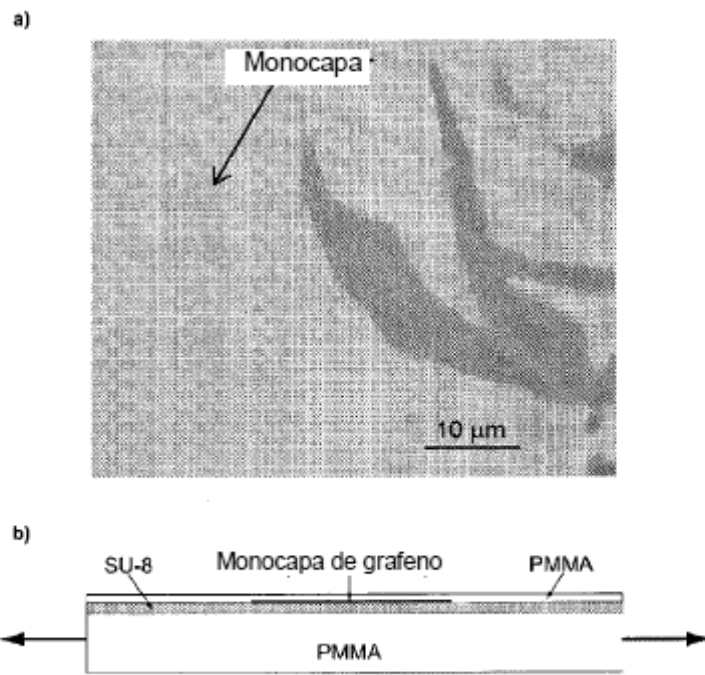 a)
Monocapa
10 µm
b)
SU-8
Monocapa de grafeno
PMMA
PMMA